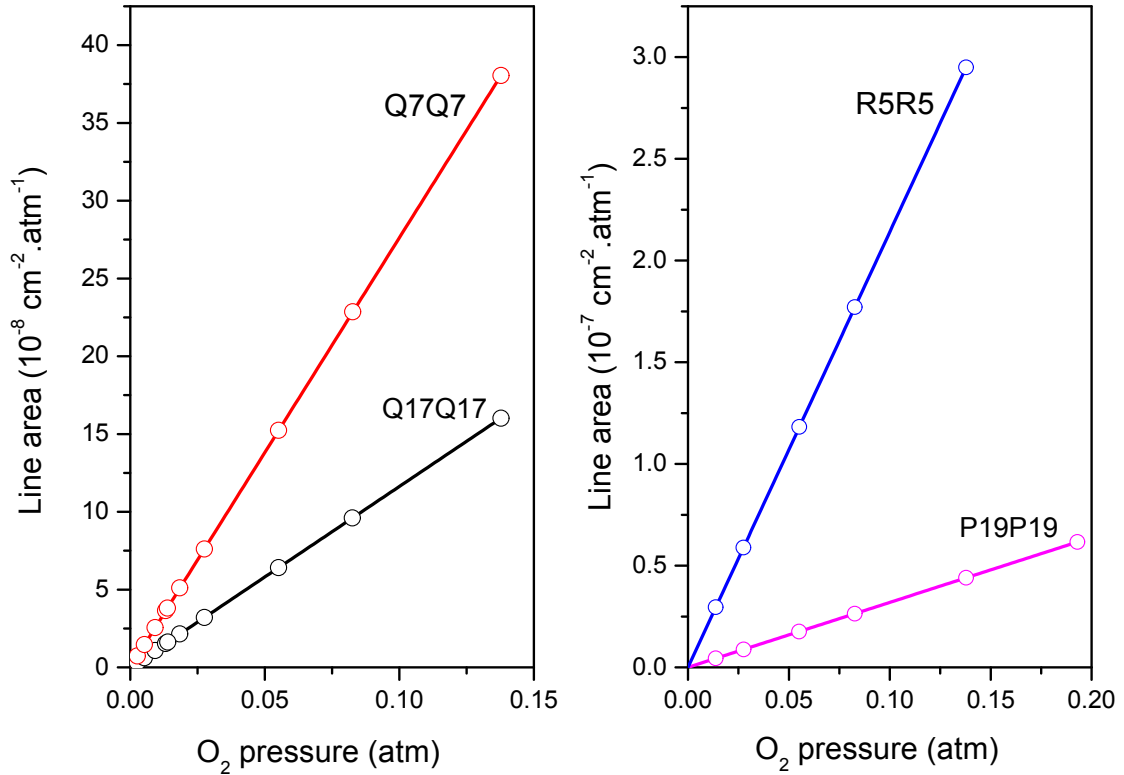 Line area (10⁻⁸ cm⁻².atm⁻¹)
40
35
30
25
20
15
10
5
0
Q7Q7
Q17Q17
0.00 0.05 0.10 0.15
O₂ pressure (atm)
Line area (10⁻⁷ cm⁻².atm⁻¹)
3.0
2.5
2.0
1.5
1.0
0.5
0.0
R5R5
P19P19
0.00 0.05 0.10 0.15 0.20
O₂ pressure (atm)